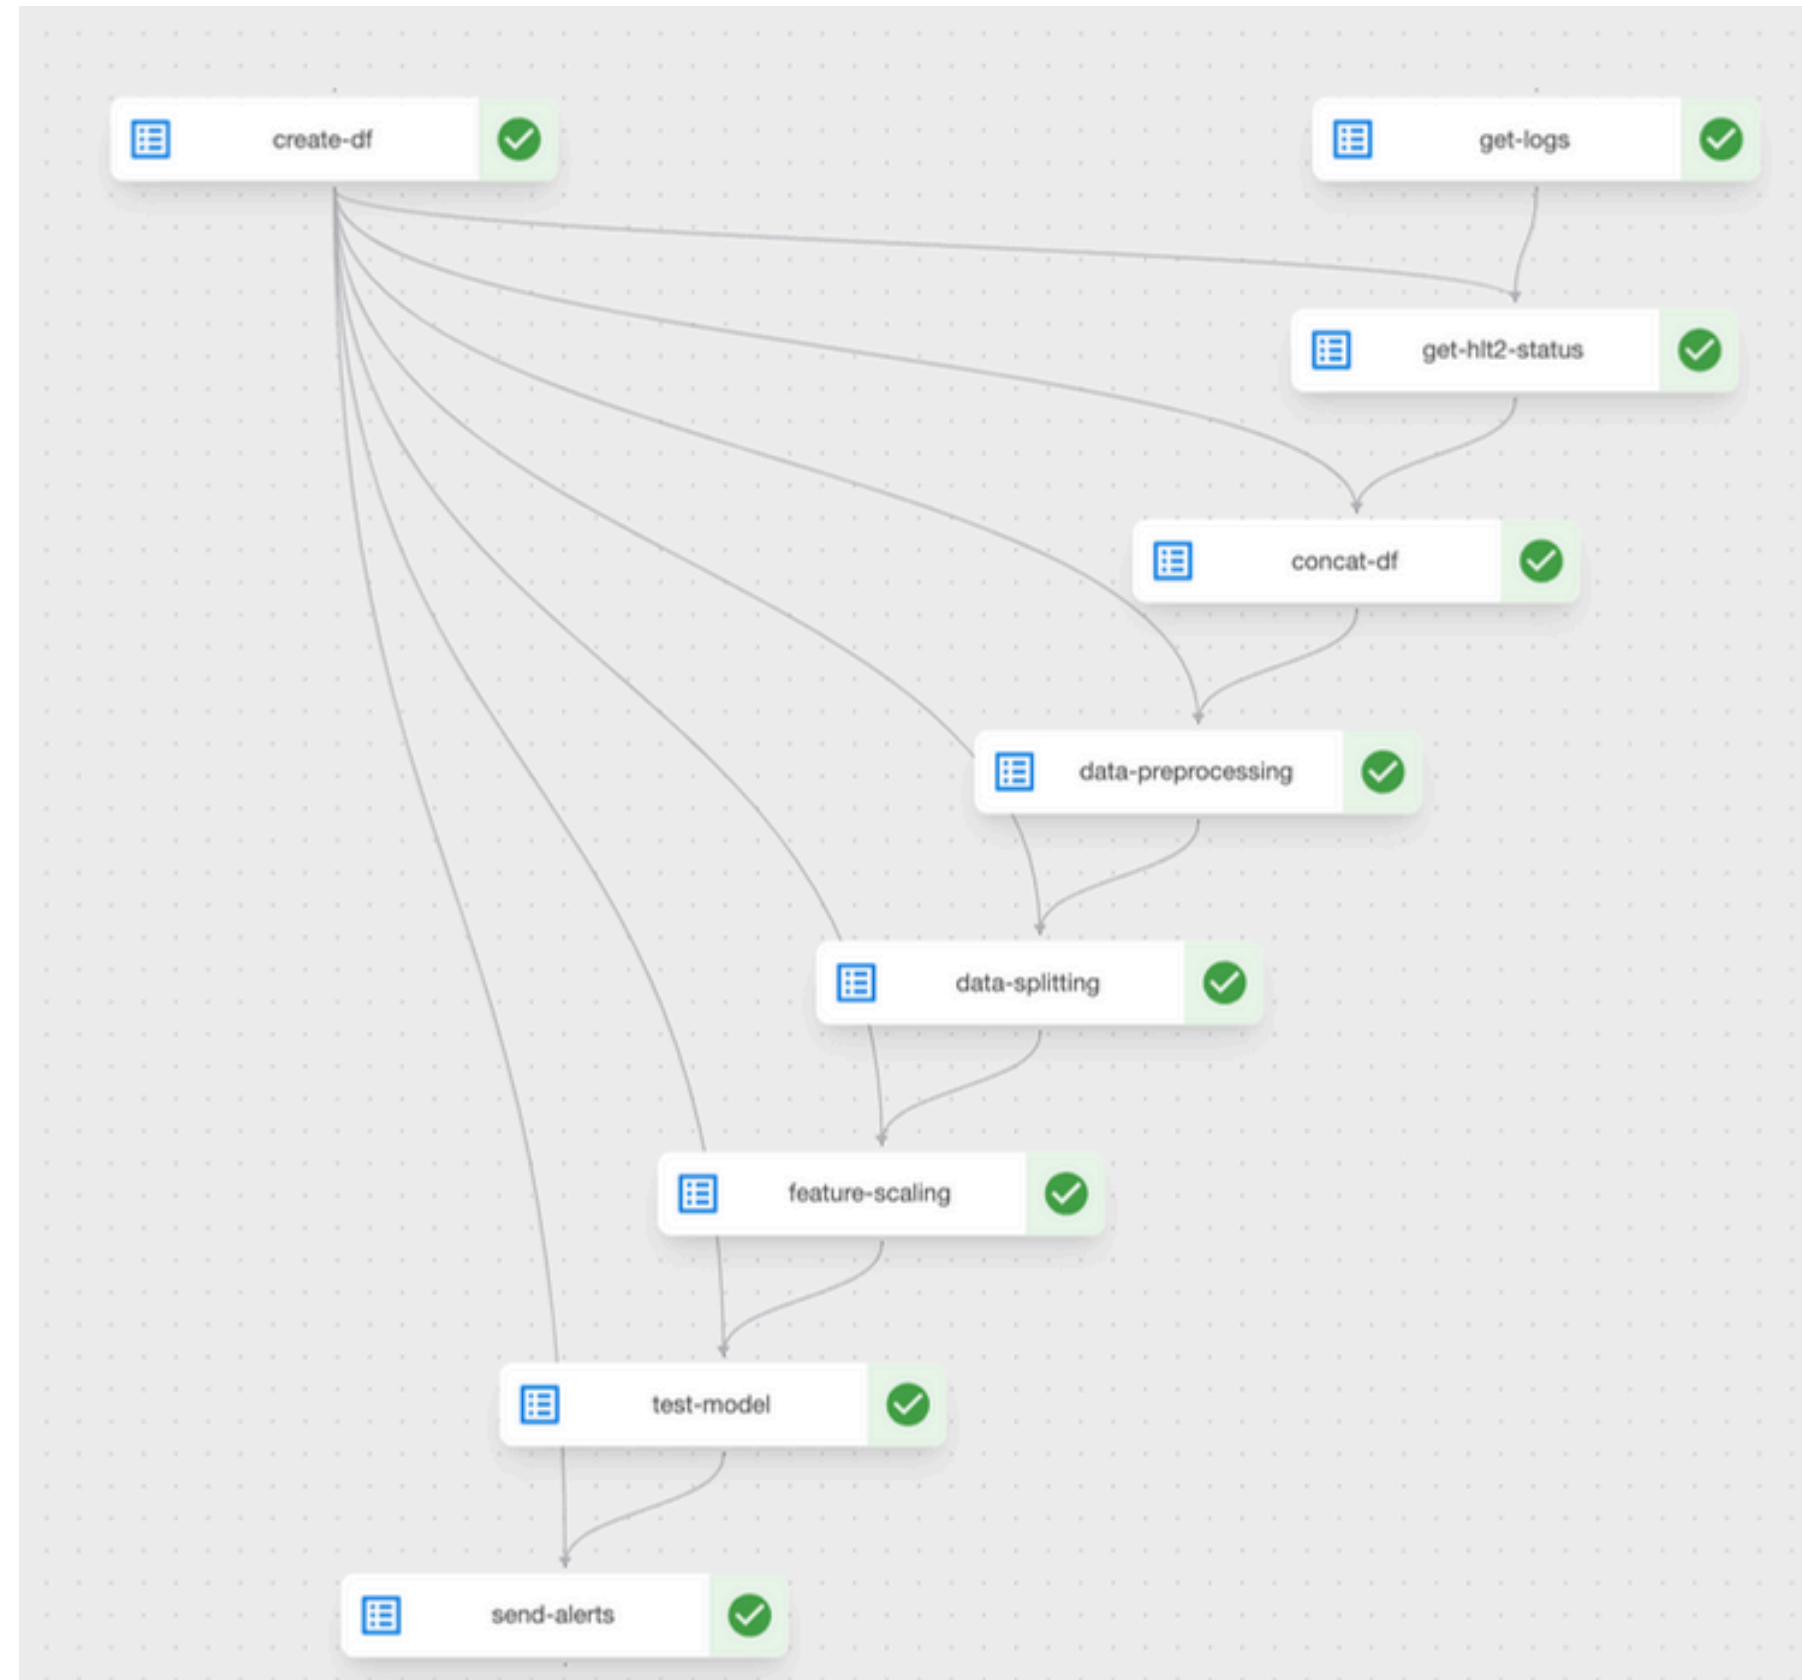 create-df
get-logs
get-hlt2-status
concat-df
data-preprocessing
data-splitting
feature-scaling
test-model
send-alerts